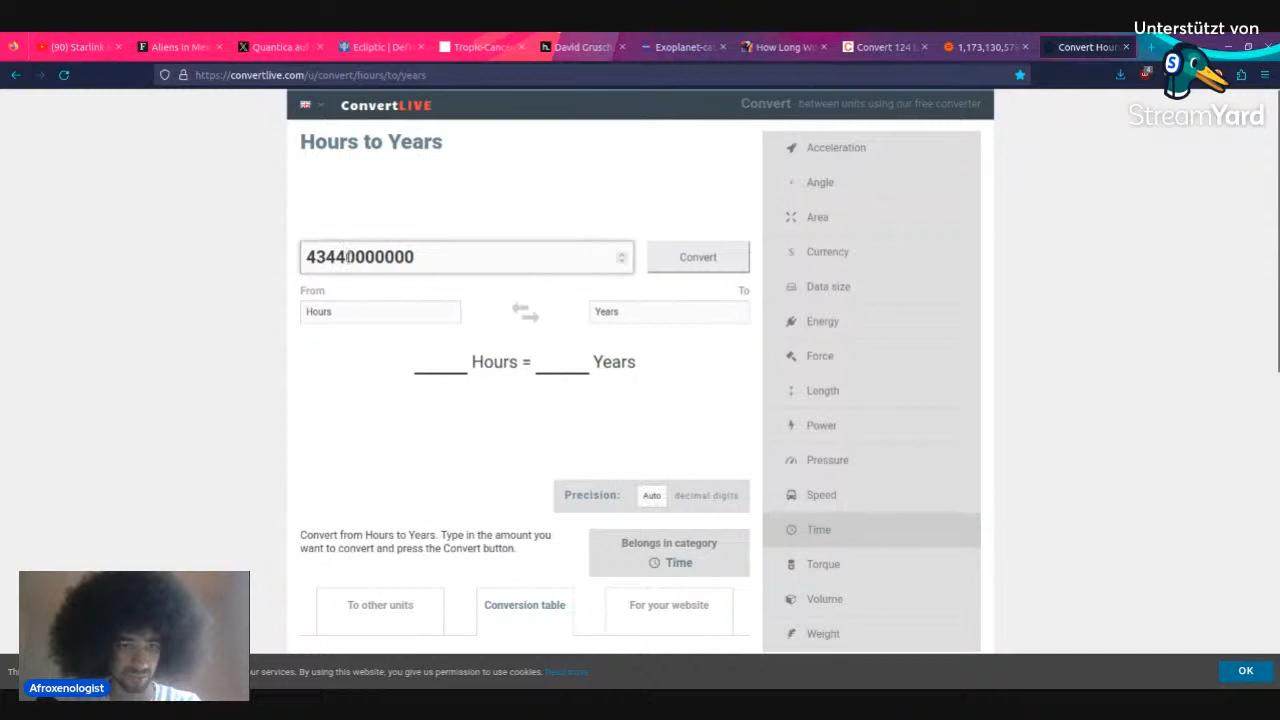 Unterstützt von
StreamYard
(90) Starlink
Aliens in Me
Quantica au
Ecliptic | De
Tropic-Cance
David Grusch
Exoplanet-ca
How Long W
Convert 124 L
1,173,130,57
Convert Hour
https://convertlive.com/u/convert/hours/to/years
ConvertLIVE
Convert between units using our free converter
Hours to Years
43440000000
Convert
From
To
Hours
Years
Hours =
Years
Precision: Auto decimal digits
Convert from Hours to Years. Type in the amount you
want to convert and press the Convert button.
Belongs in category
Time
To other units
Conversion table
For your website
Acceleration
Angle
Area
Currency
Data size
Energy
Force
Length
Power
Pressure
Speed
Time
Torque
Volume
Weight
Th
our services. By using this website, you give us permission to use cookies. Read more
OK
Afroxenologist